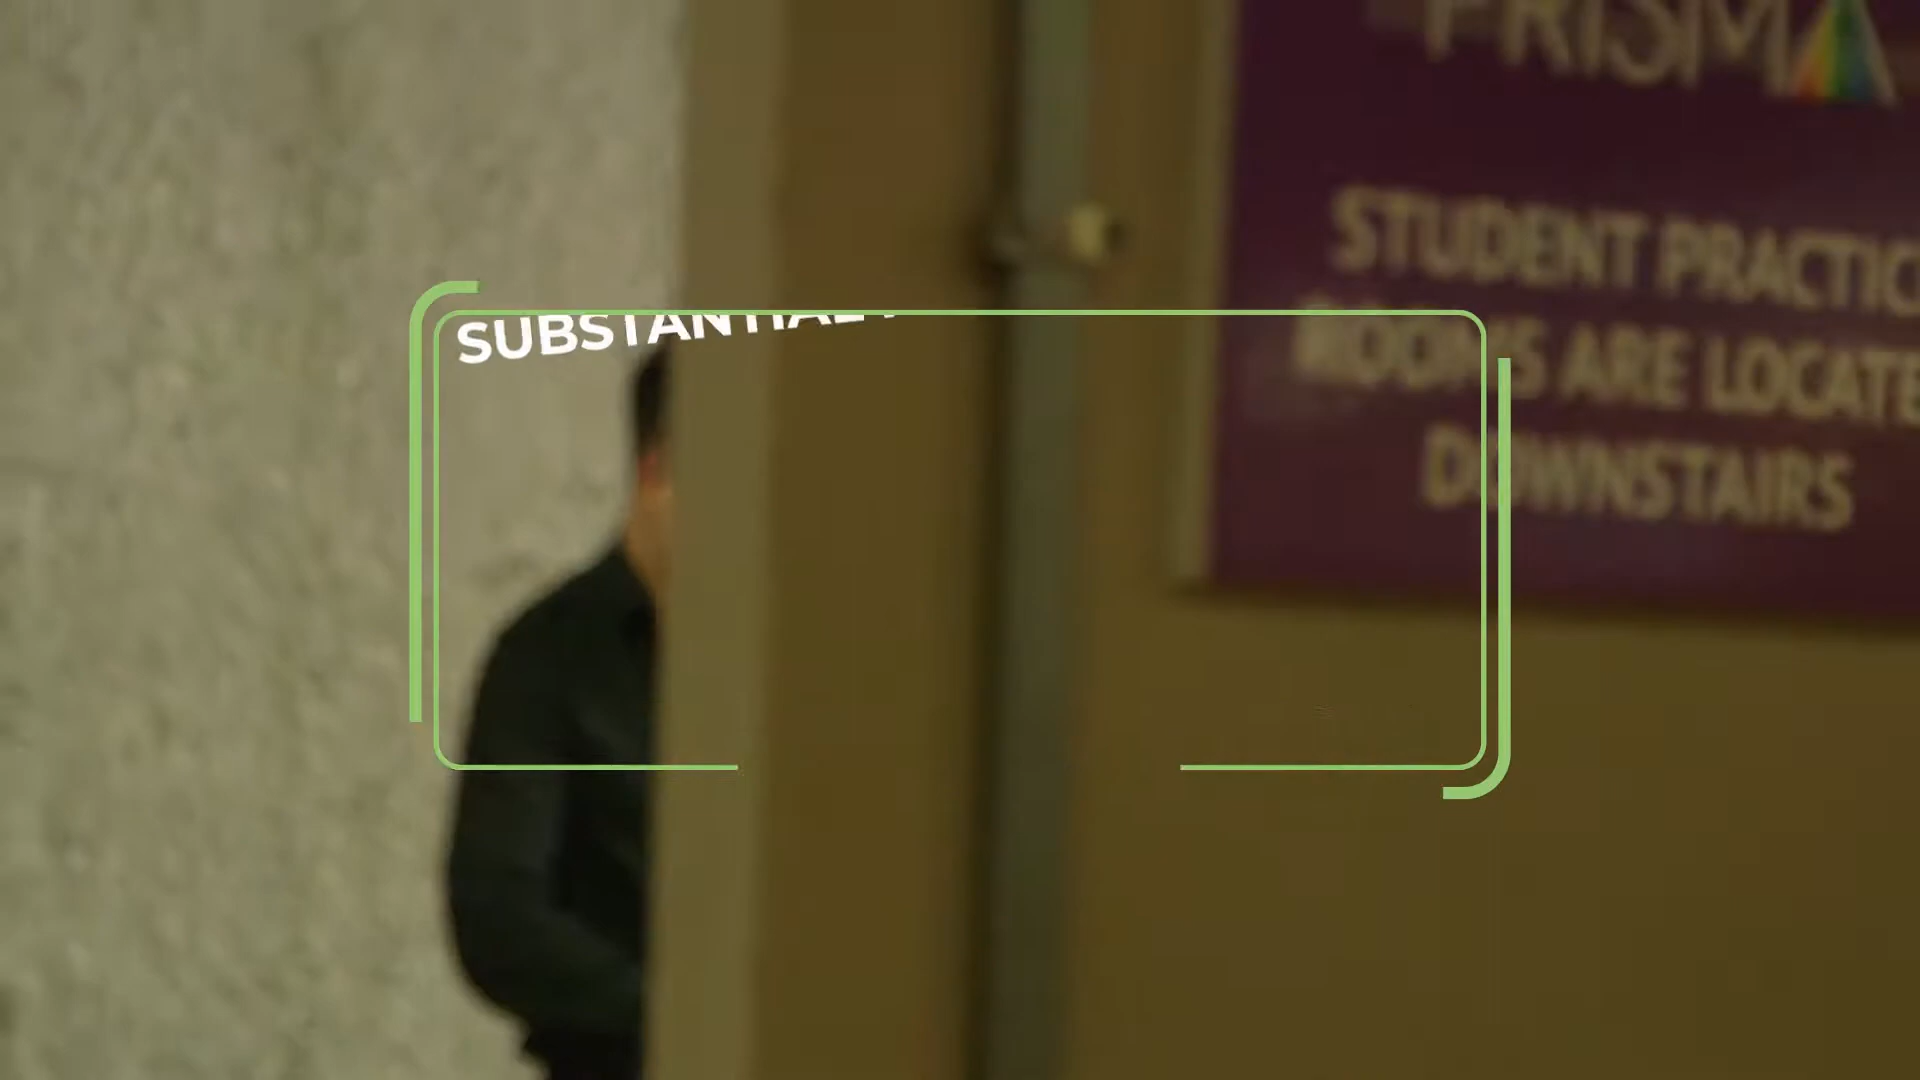 PRISM
STUDENT PRACTIC
ROOMS ARE LOCATE
DOWNSTAIRS
SUBSTANTIAL